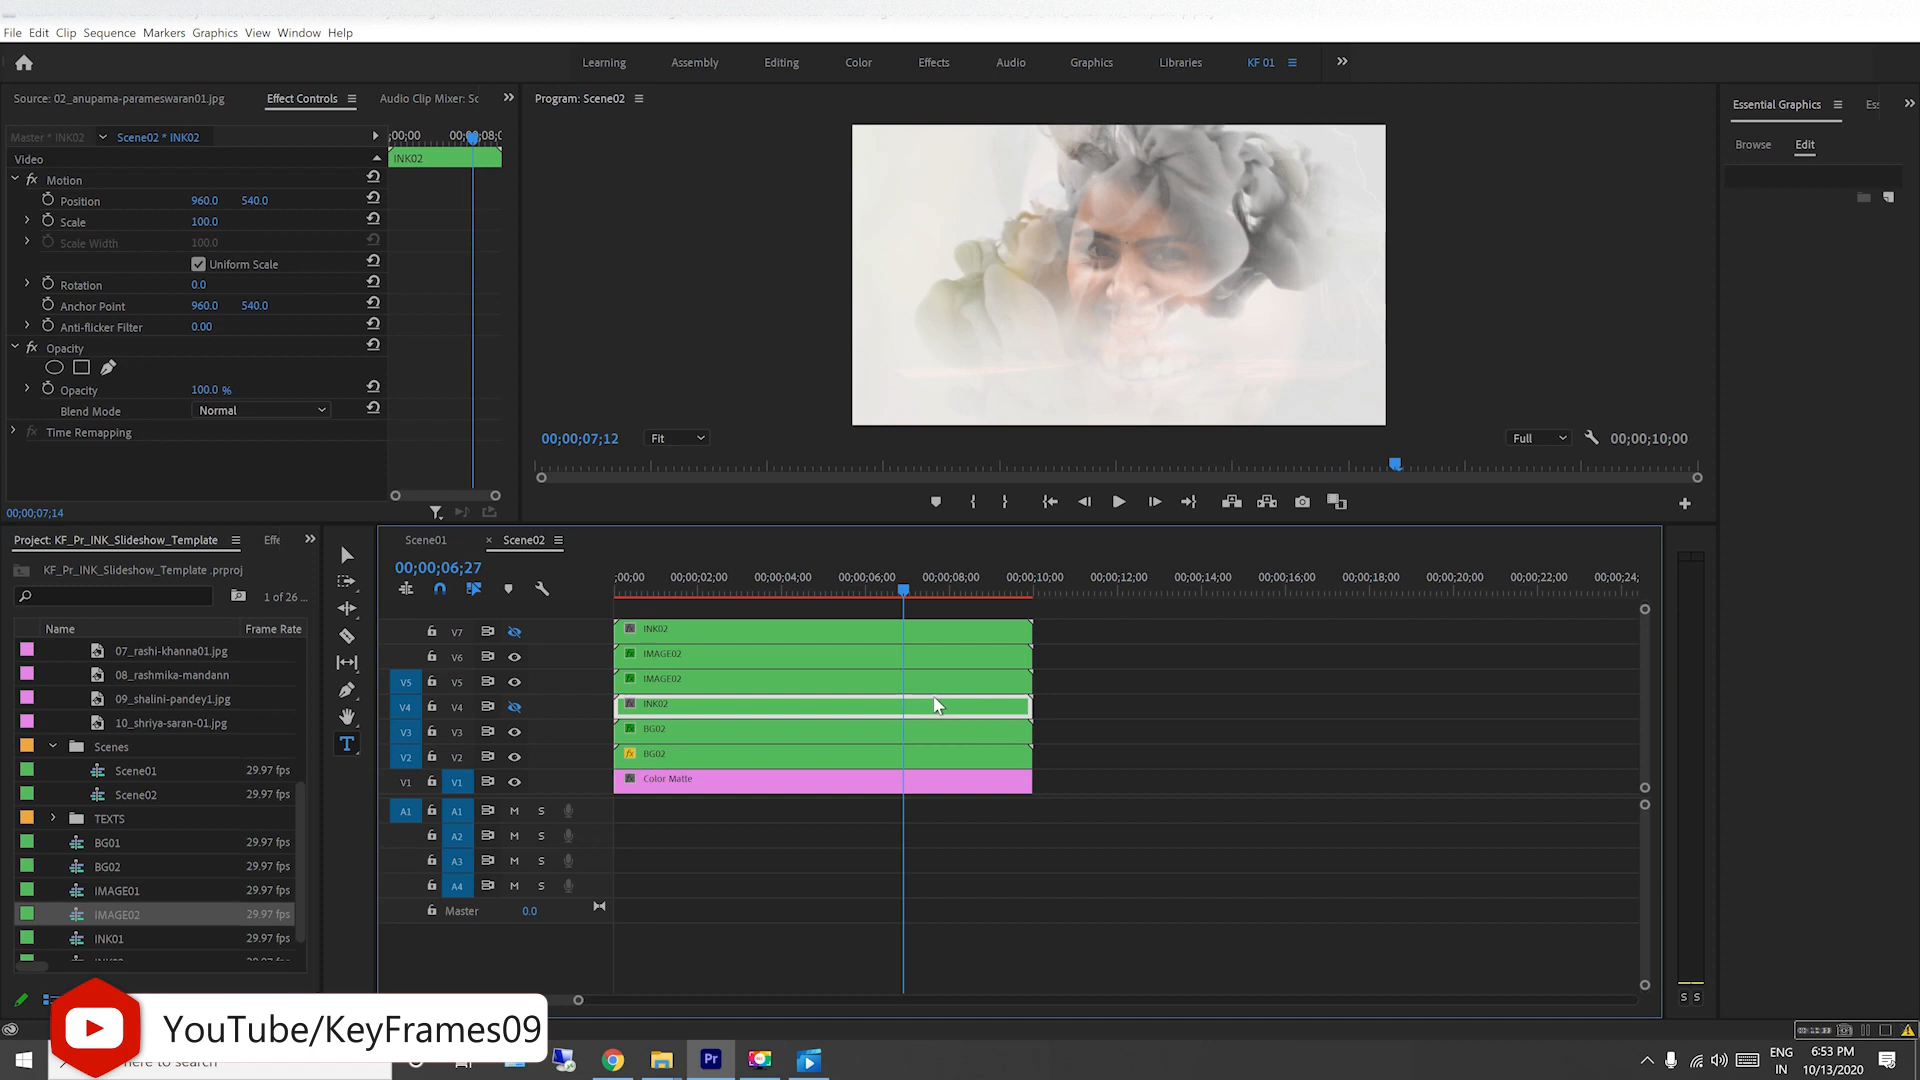 File Edit Clip Sequence Markers Graphics View Window Help
Learning Assembly Editing Color Effects Audio Graphics Libraries KF 01
Source: 02_anupama-parameswaran01.jpg Effect Controls Audio Clip Mixer: Sc Program: Scene02 Essential Graphics Es
Master * INK02 Scene02 * INK02 ;00;00 00;00;08;0
Browse Edit
Video INK02
Motion
Position 960.0 540.0
Scale 100.0
Scale Width 100.0
Uniform Scale
Rotation 0.0
Anchor Point 960.0 540.0
Anti-flicker Filter 0.00
Opacity
Opacity 100.0 %
Blend Mode Normal
Time Remapping
00;00;07;12 Fit Full 00;00;10;00
00;00;07;14
Project: KF_Pr_INK_Slideshow_Template Effe
KF_Pr_INK_Slideshow_Template .prproj
1 of 26 ...
Name Frame Rate
07_rashi-khanna01.jpg
08_rashmika-mandann
09_shalini-pandey1.jpg
10_shriya-saran-01.jpg
Scenes
Scene01 29.97 fps
Scene02 29.97 fps
TEXTS
BG01 29.97 fps
BG02 29.97 fps
IMAGE01 29.97 fps
IMAGE02 29.97 fps
INK01 29.97 fps
Scene01 × Scene02
00;00;06;27
;00;00 00;00;02;00 00;00;04;00 00;00;06;00 00;00;08;00 00;00;10;00 00;00;12;00 00;00;14;00 00;00;16;00 00;00;18;00 00;00;20;00 00;00;22;00 00;00;24;
V7 INK02
V6 IMAGE02
V5 V5 IMAGE02
V4 V4 INK02
V3 V3 BG02
V2 V2 BG02
V1 V1 Color Matte
A1 A1 M S
A2 M S
A3 M S
A4 M S
Master 0.0
S S
YouTube/KeyFrames09
here to search
Pr
ENG
IN
6:53 PM
10/13/2020